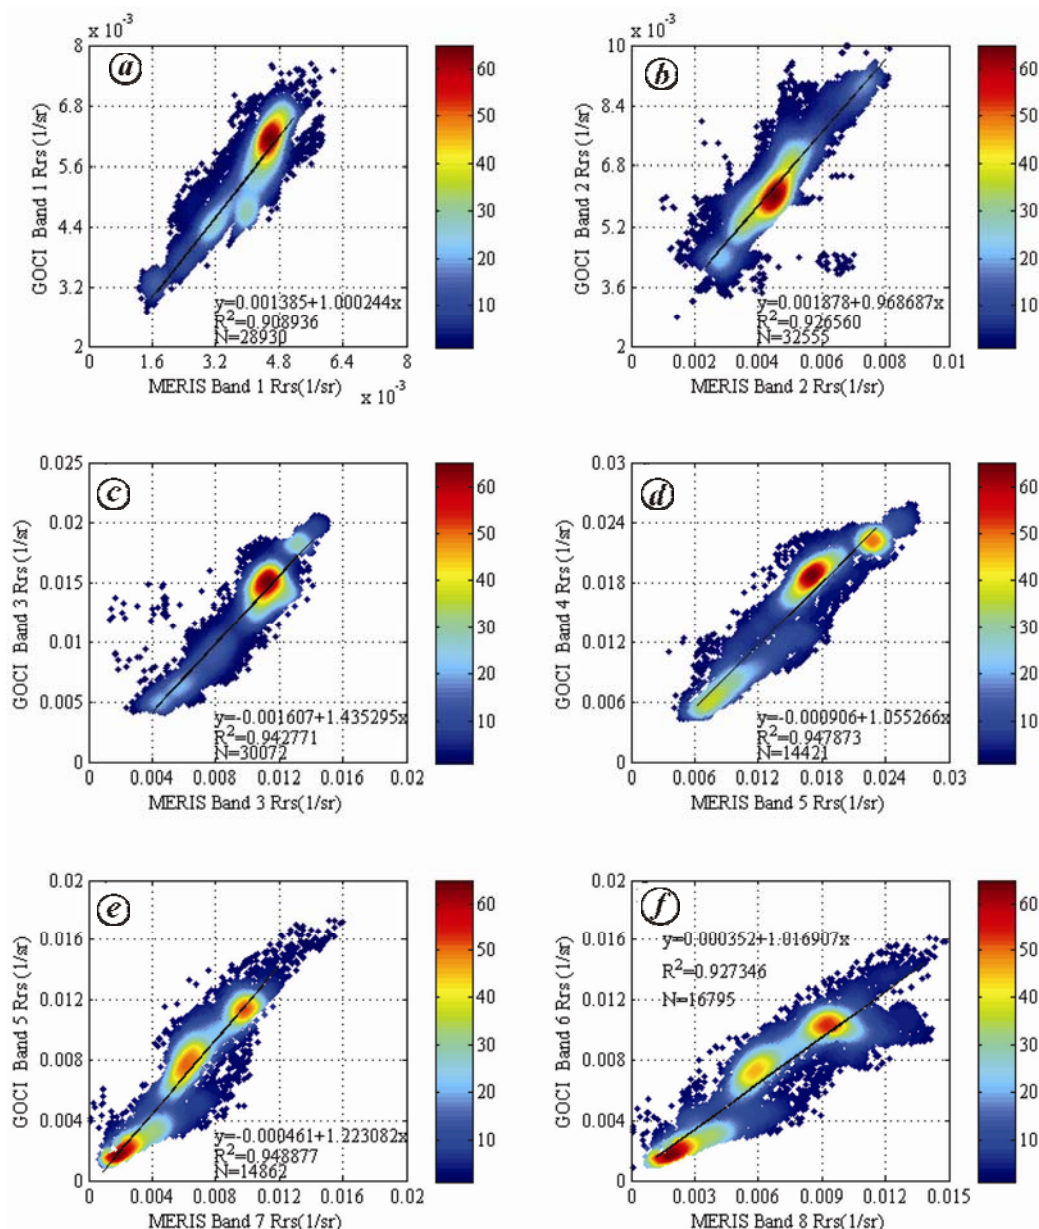 x 10⁻³
8
6.8
5.6
4.4
3.2
2
GOCI Band 1 Rrs (1/sr)
a
y=0.001385+1.000244x
R²=0.908936
N=28930
0 1.6 3.2 4.8 6.4 8
MERIS Band 1 Rrs(1/sr)
x 10⁻³
60
50
40
30
20
10
x 10⁻³
10
8.4
6.8
5.2
3.6
2
GOCI Band 2 Rrs (1/sr)
b
y=0.001878+0.968687x
R²=0.926560
N=32555
0 0.002 0.004 0.006 0.008 0.01
MERIS Band 2 Rrs(1/sr)
60
50
40
30
20
10
0.025
0.02
0.015
0.01
0.005
0
GOCI Band 3 Rrs (1/sr)
c
y=-0.001607+1.435295x
R²=0.942771
N=30072
0 0.004 0.008 0.012 0.016 0.02
MERIS Band 3 Rrs(1/sr)
60
50
40
30
20
10
0.03
0.024
0.018
0.012
0.006
0
GOCI Band 4 Rrs (1/sr)
d
y=-0.000906+1.055266x
R²=0.947873
N=14421
0 0.006 0.012 0.018 0.024 0.03
MERIS Band 5 Rrs(1/sr)
60
50
40
30
20
10
0.02
0.016
0.012
0.008
0.004
0
GOCI Band 5 Rrs (1/sr)
e
y=-0.000461+1.223082x
R²=0.948877
N=14862
0 0.004 0.008 0.012 0.016 0.02
MERIS Band 7 Rrs(1/sr)
60
50
40
30
20
10
0.02
0.016
0.012
0.008
0.004
0
GOCI Band 6 Rrs (1/sr)
f
y=0.000352+1.016907x
R²=0.927346
N=16795
0 0.003 0.006 0.009 0.012 0.015
MERIS Band 8 Rrs(1/sr)
60
50
40
30
20
10